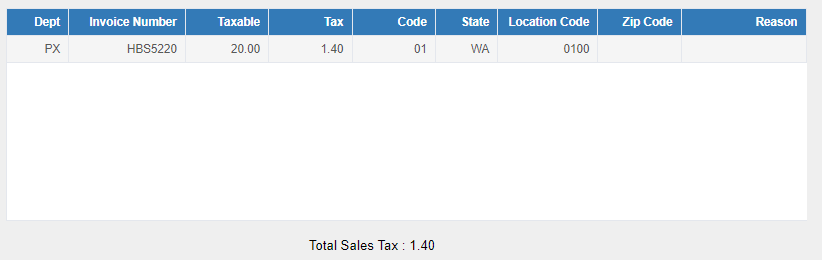 Dept Invoice Number Taxable Tax Code State Location Code Zip Code Reason
PX HBS5220 20.00 1.40 01 WA 0100
Total Sales Tax : 1.40